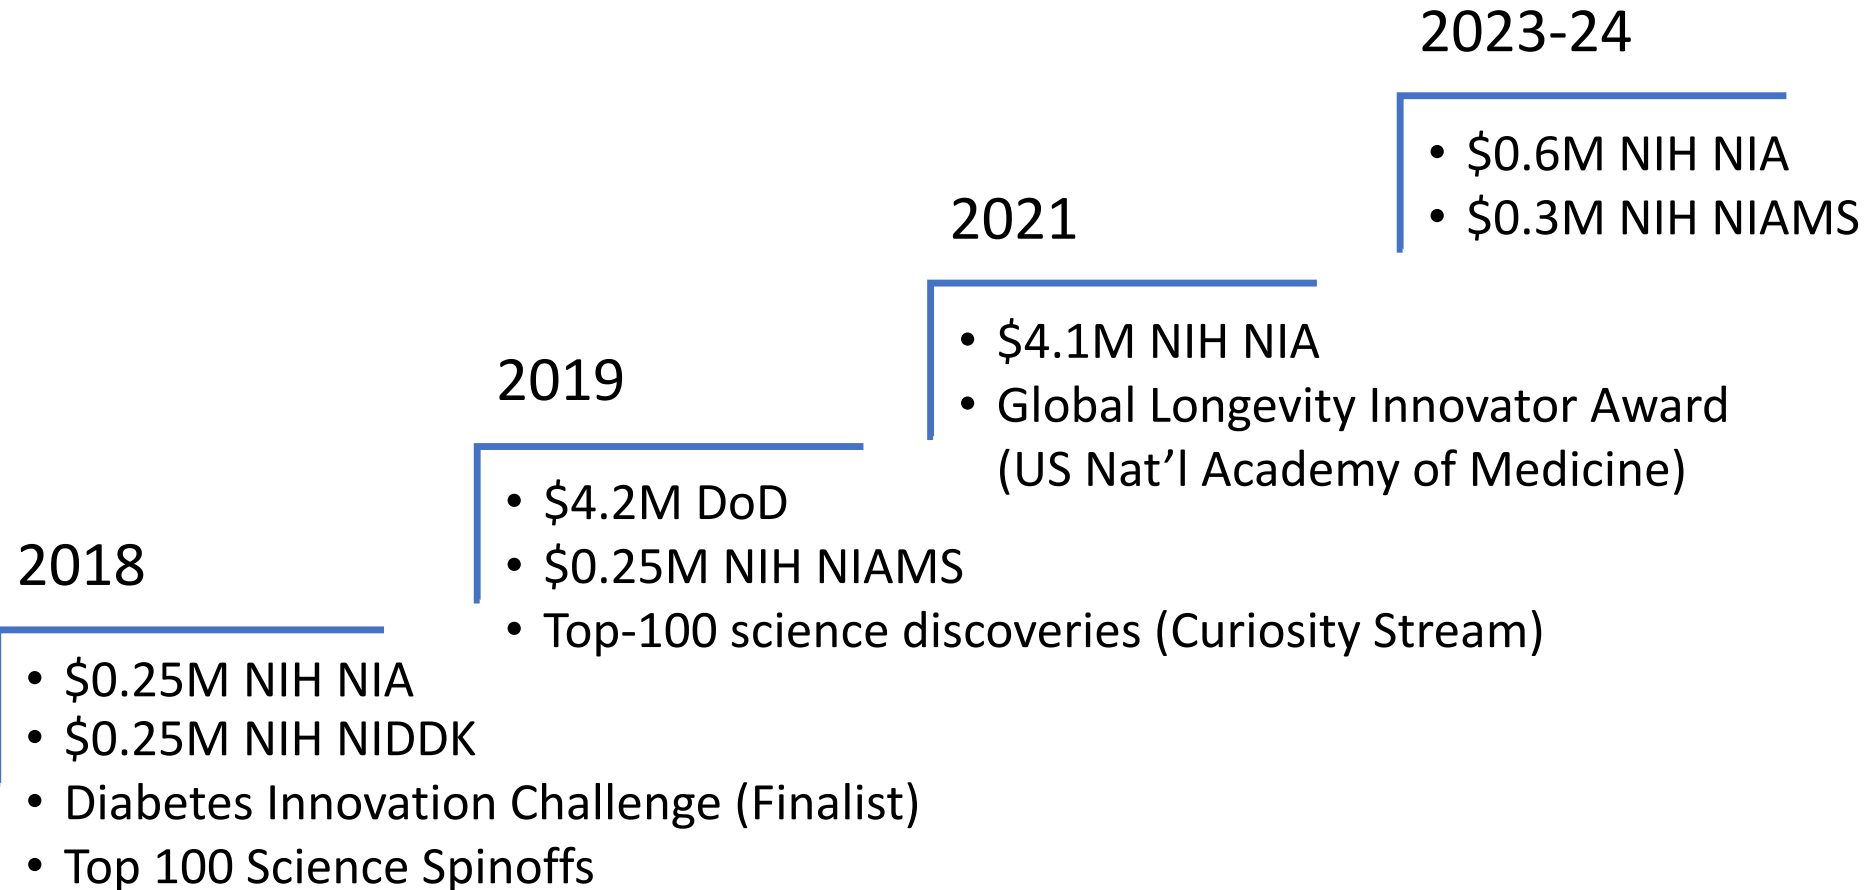 2023-24
• $0.6M NIH NIA
• $0.3M NIH NIAMS
2021
• $4.1M NIH NIA
• Global Longevity Innovator Award
(US Nat’l Academy of Medicine)
2019
• $4.2M DoD
• $0.25M NIH NIAMS
• Top-100 science discoveries (Curiosity Stream)
2018
• $0.25M NIH NIA
• $0.25M NIH NIDDK
• Diabetes Innovation Challenge (Finalist)
• Top 100 Science Spinoffs